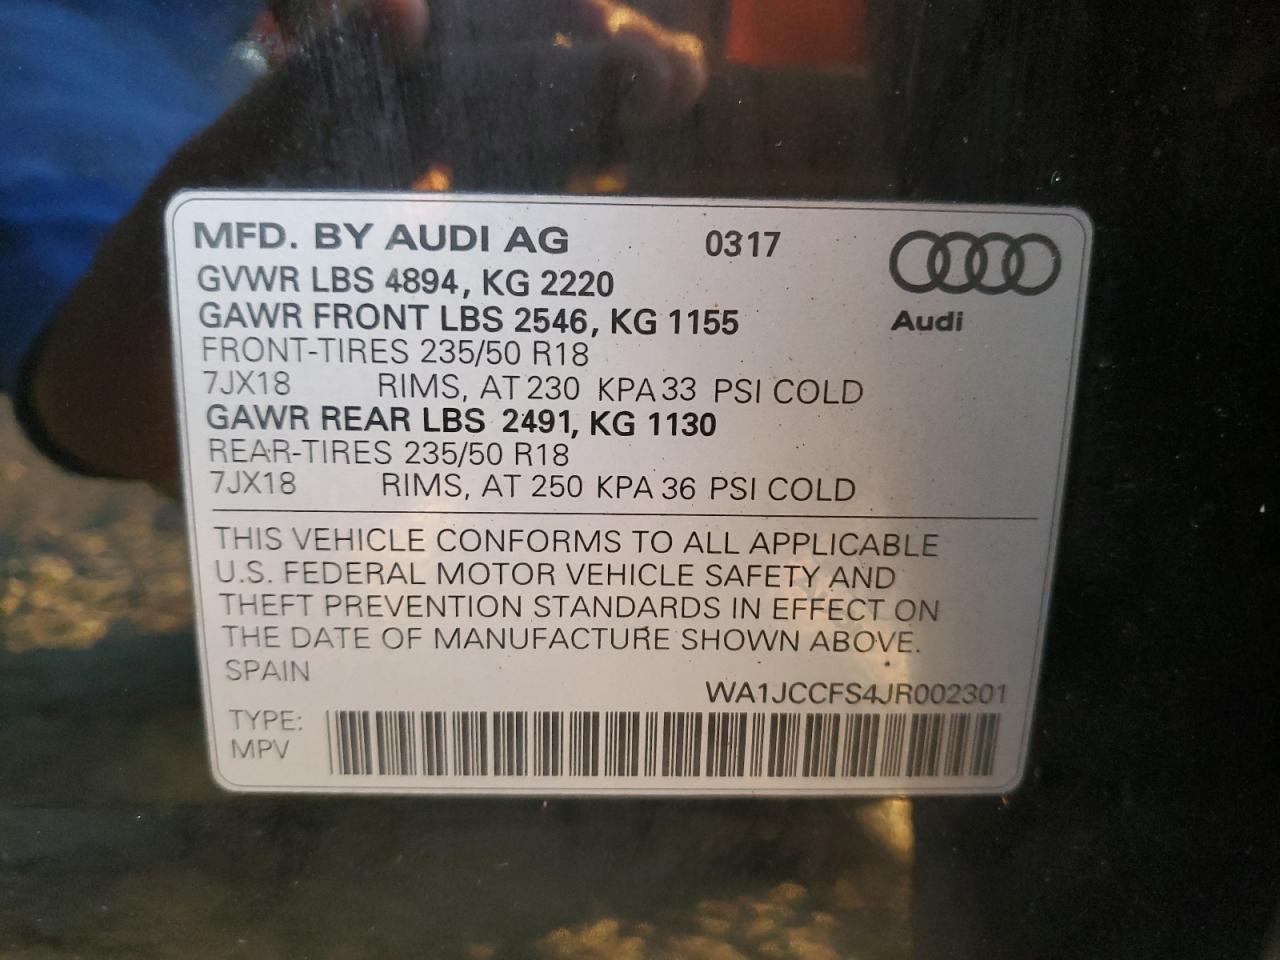 MFD. BY AUDI AG 0317
Audi
GVWR LBS 4894, KG 2220
GAWR FRONT LBS 2546, KG 1155
FRONT-TIRES 235/50 R18
7JX18 RIMS, AT 230 KPA 33 PSI COLD
GAWR REAR LBS 2491, KG 1130
REAR-TIRES 235/50 R18
7JX18 RIMS, AT 250 KPA 36 PSI COLD
THIS VEHICLE CONFORMS TO ALL APPLICABLE
U.S. FEDERAL MOTOR VEHICLE SAFETY AND
THEFT PREVENTION STANDARDS IN EFFECT ON
THE DATE OF MANUFACTURE SHOWN ABOVE.
SPAIN
WA1JCCFS4JR002301
TYPE:
MPV